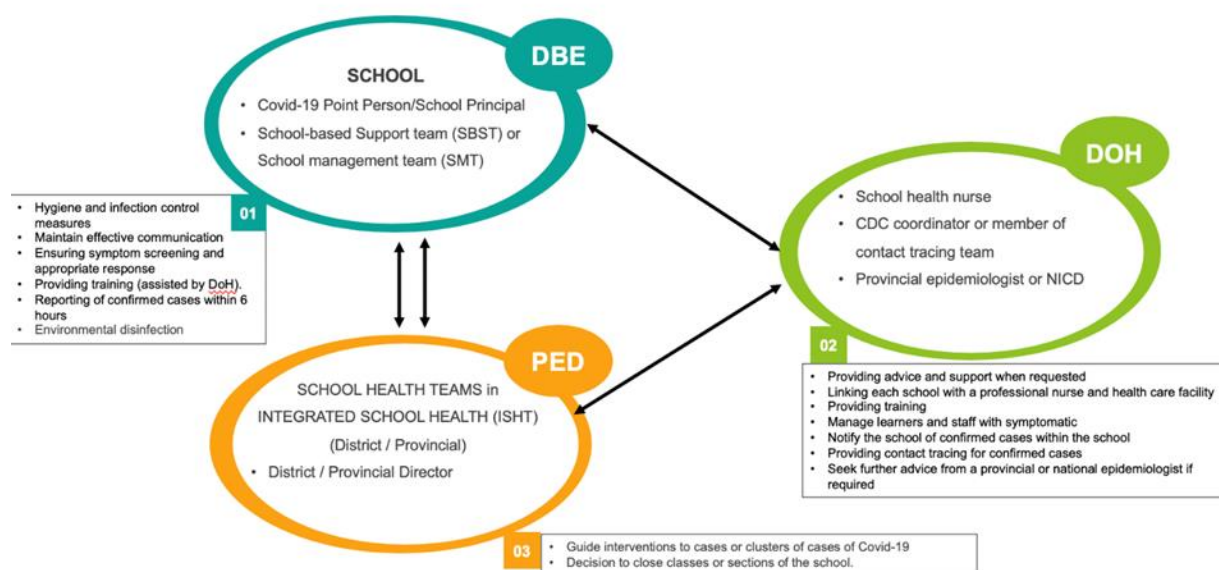 DBE
SCHOOL
• Covid-19 Point Person/School Principal
• School-based Support team (SBST) or
School management team (SMT)
01
• Hygiene and infection control
measures
• Maintain effective communication
• Ensuring symptom screening and
appropriate response
• Providing training (assisted by DoH).
• Reporting of confirmed cases within 6
hours
• Environmental disinfection
DOH
• School health nurse
• CDC coordinator or member of
contact tracing team
• Provincial epidemiologist or NICD
02
• Providing advice and support when requested
• Linking each school with a professional nurse and health care facility
• Providing training
• Manage learners and staff with symptomatic
• Notify the school of confirmed cases within the school
• Providing contact tracing for confirmed cases
• Seek further advice from a provincial or national epidemiologist if
required
PED
SCHOOL HEALTH TEAMS in
INTEGRATED SCHOOL HEALTH (ISHT)
(District / Provincial)
• District / Provincial Director
03
• Guide interventions to cases or clusters of cases of Covid-19
• Decision to close classes or sections of the school.